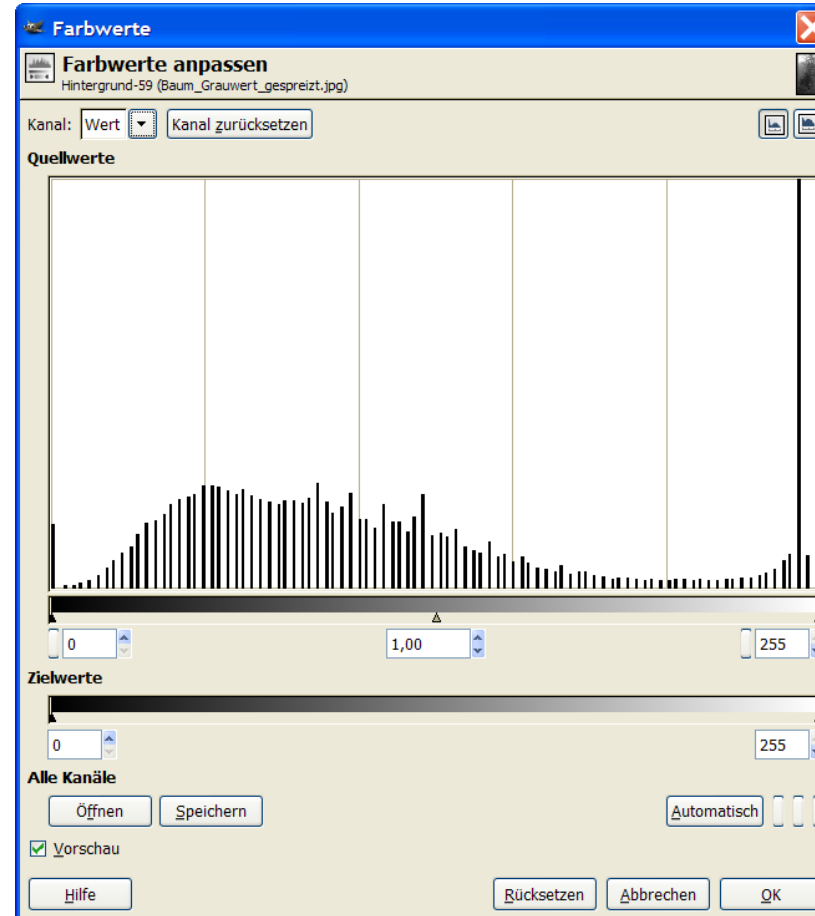 Farbwerte
Farbwerte anpassen
Hintergrund-59 (Baum_Grauwert_gespreizt.jpg)
Kanal: Wert Kanal zurücksetzen
Quellwerte
0 1,00 255
Zielwerte
0 255
Alle Kanäle
Öffnen Speichern Automatisch
Vorschau
Hilfe Rücksetzen Abbrechen OK